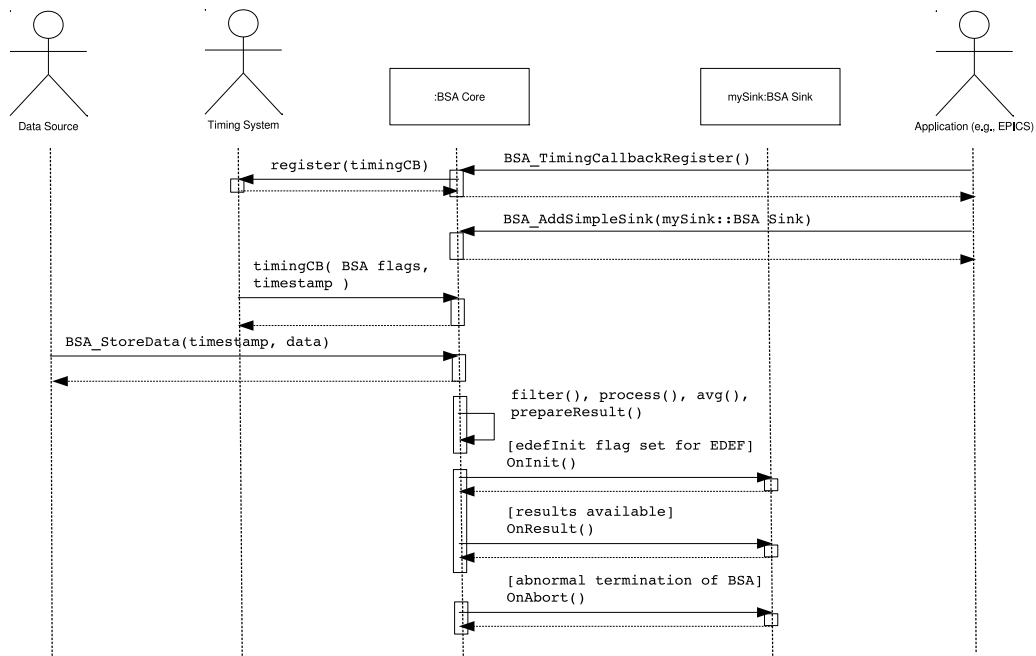 :BSA Core
mySink:BSA Sink
Data Source
Timing System
Application (e.g., EPICS)
BSA_TimingCallbackRegister()
register(timingCB)
BSA_AddSimpleSink(mySink::BSA Sink)
timingCB( BSA flags,
timestamp )
BSA_StoreData(timestamp, data)
filter(), process(), avg(),
prepareResult()
[edefInit flag set for EDEF]
OnInit()
[results available]
OnResult()
[abnormal termination of BSA]
OnAbort()